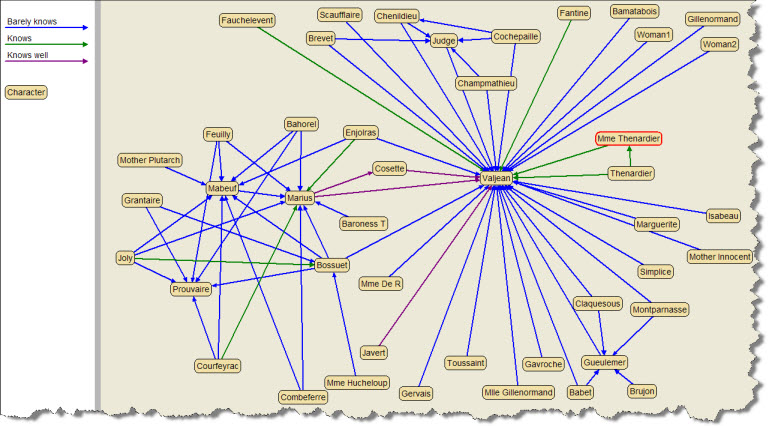 Barely knows
Knows
Knows well
Character
Fauchelevent
Scaufflaire
Chenildieu
Fantine
Bamatabois
Gillenormand
Brevet
Judge
Cochepaille
Woman1
Woman2
Champmathieu
Feuilly
Bahorel
Enjolras
Mme Thenardier
Mother Plutarch
Cosette
Valjean
Thenardier
Mabeuf
Marius
Grantaire
Baroness T
Marguerite
Isabeau
Joly
Bossuet
Mother Innocent
Prouvaire
Mme De R
Simplice
Claquesous
Montparnasse
Javert
Courfeyrac
Toussaint
Gavroche
Gueulemer
Mme Hucheloup
Combeferre
Gervais
Mlle Gillenormand
Babet
Brujon